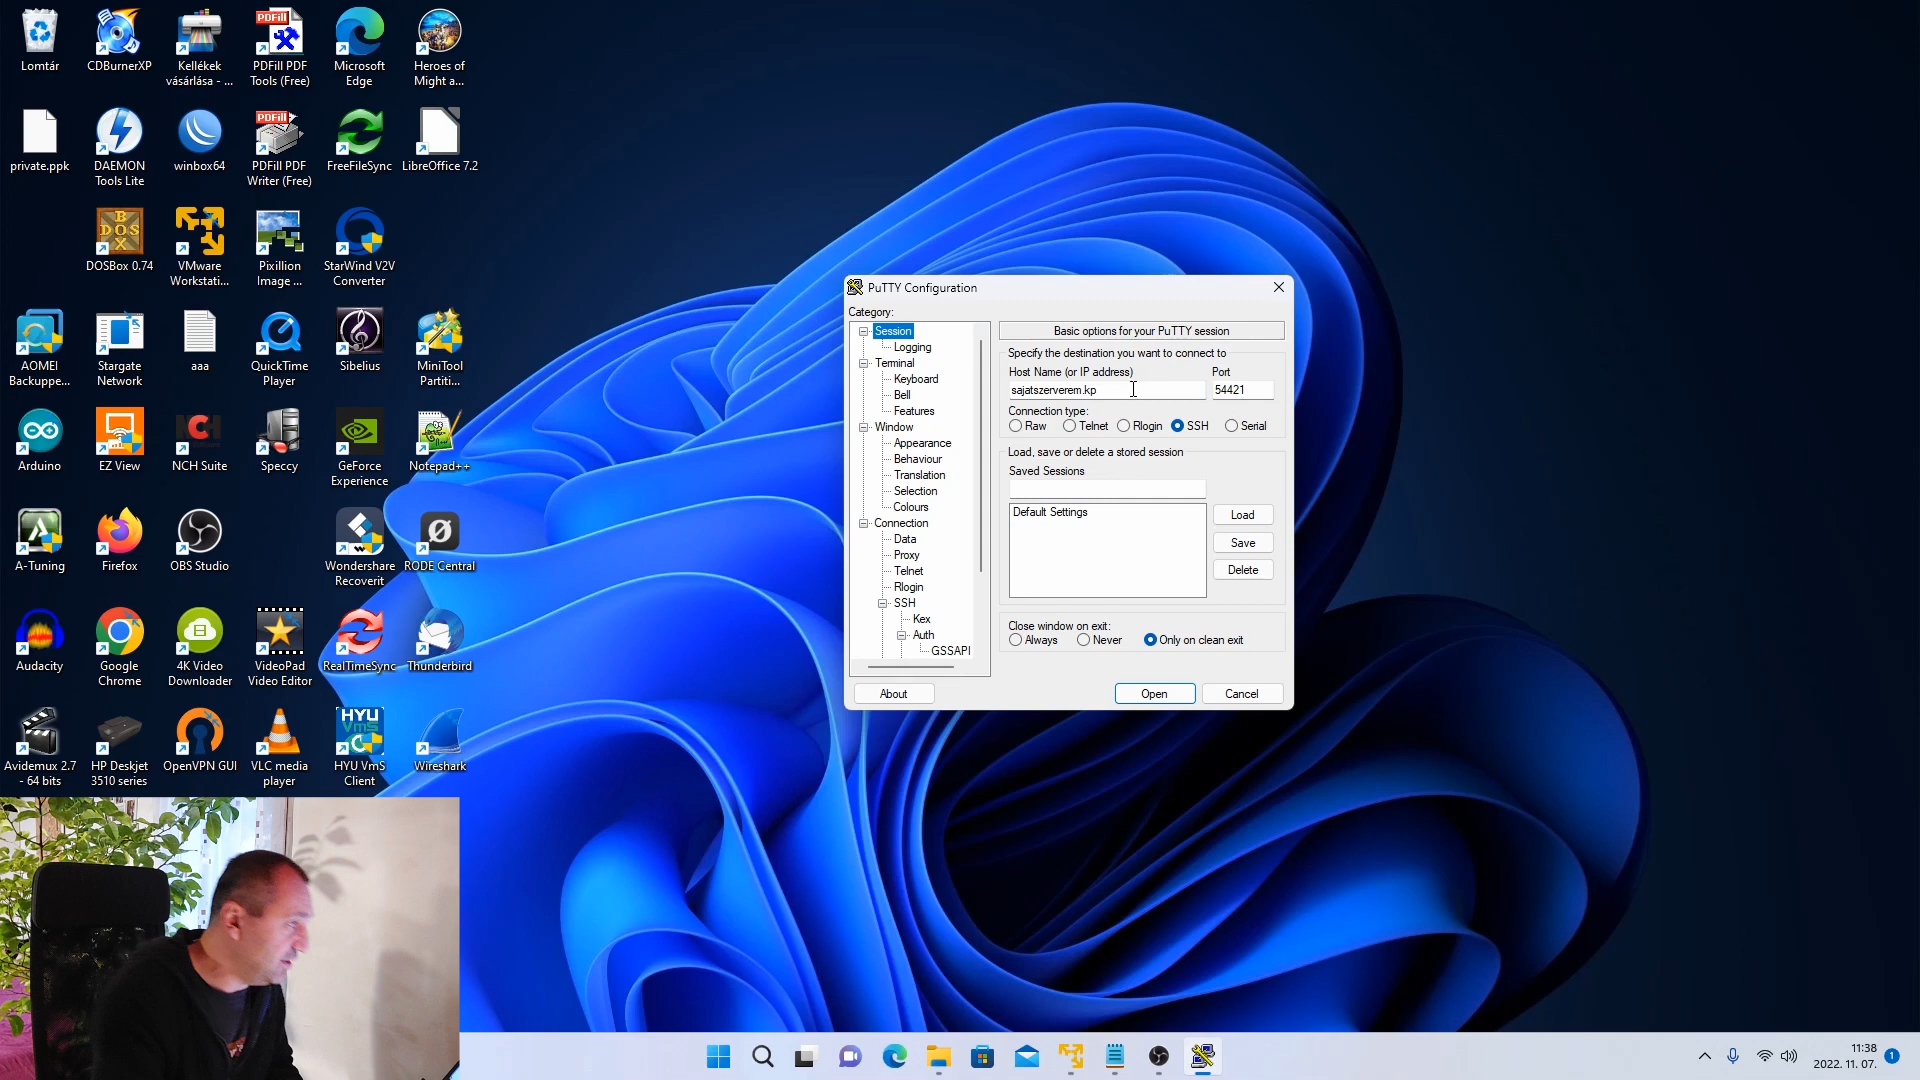 Lomtár
CDBurnerXP
Kellékek
vásárlása - ...
PDFill
PDFill PDF
Tools (Free)
Microsoft
Edge
Heroes of
Might a...
private.ppk
DAEMON
Tools Lite
winbox64
PDFill
PDFill PDF
Writer (Free)
FreeFileSync
LibreOffice 7.2
B
DOS
X
DOSBox 0.74
VMware
Workstati...
Pixillion
Image ...
StarWind V2V
Converter
AOMEI
Backuppe...
Stargate
Network
aaa
QuickTime
Player
Sibelius
MiniTool
Partiti...
Arduino
EZ View
NCH
NCH Suite
Speccy
GeForce
Experience
Notepad++
A-Tuning
Firefox
OBS Studio
Wondershare
Recoverit
RODE Central
Audacity
Google
Chrome
4K Video
Downloader
VideoPad
Video Editor
RealTimeSync
Thunderbird
Avidemux 2.7
- 64 bits
HP Deskjet
3510 series
OpenVPN GUI
VLC media
player
HYU
VmS
HYU VmS
Client
Wireshark
PuTTY Configuration
Category:
Session
Logging
Terminal
Keyboard
Bell
Features
Window
Appearance
Behaviour
Translation
Selection
Colours
Connection
Data
Proxy
Telnet
Rlogin
SSH
Kex
Auth
GSSAPI
Basic options for your PuTTY session
Specify the destination you want to connect to
Host Name (or IP address) Port
sajatszerverem.kp 54421
Connection type:
Raw Telnet Rlogin SSH Serial
Load, save or delete a stored session
Saved Sessions
Default Settings
Load
Save
Delete
Close window on exit:
Always Never Only on clean exit
About Open Cancel
11:38
2022. 11. 07.
1